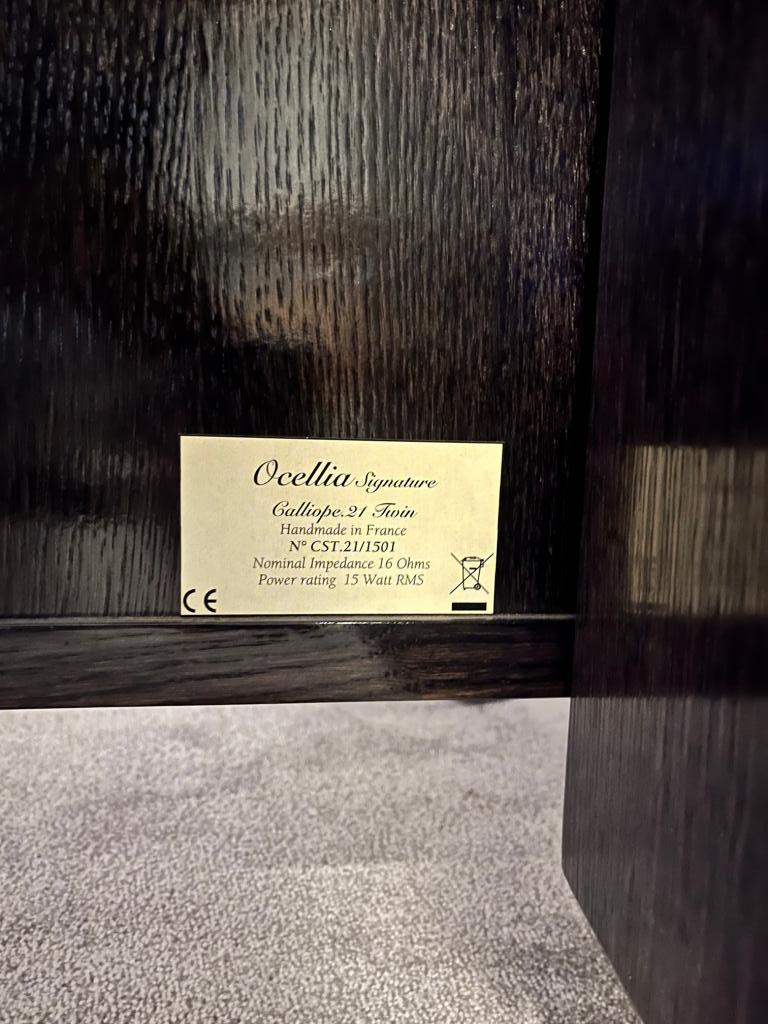 Ocellia Signature
Calliope.21 Twin
Handmade in France
N° CST.21/1501
Nominal Impedance 16 Ohms
Power rating 15 Watt RMS
CE